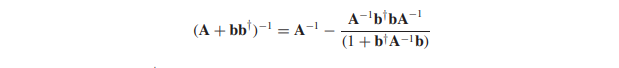 (A + bb†)⁻¹ = A⁻¹ − A⁻¹b†bA⁻¹ / (1 + b†A⁻¹b)